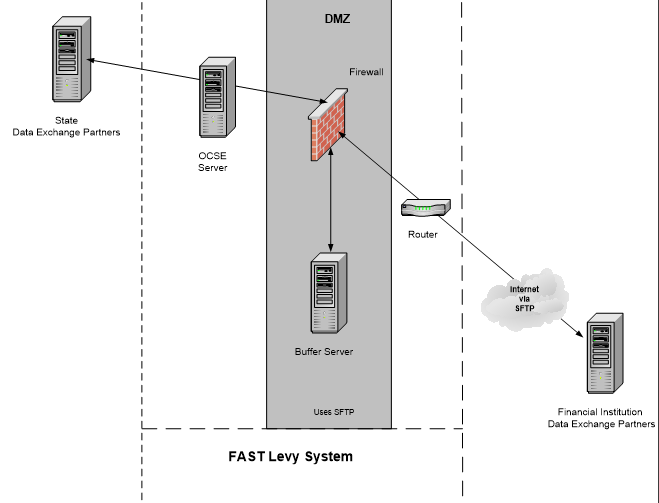 DMZ
Firewall
State
Data Exchange Partners
OCSE
Server
Router
Internet
via
SFTP
Buffer Server
Financial Institution
Data Exchange Partners
Uses SFTP
FAST Levy System